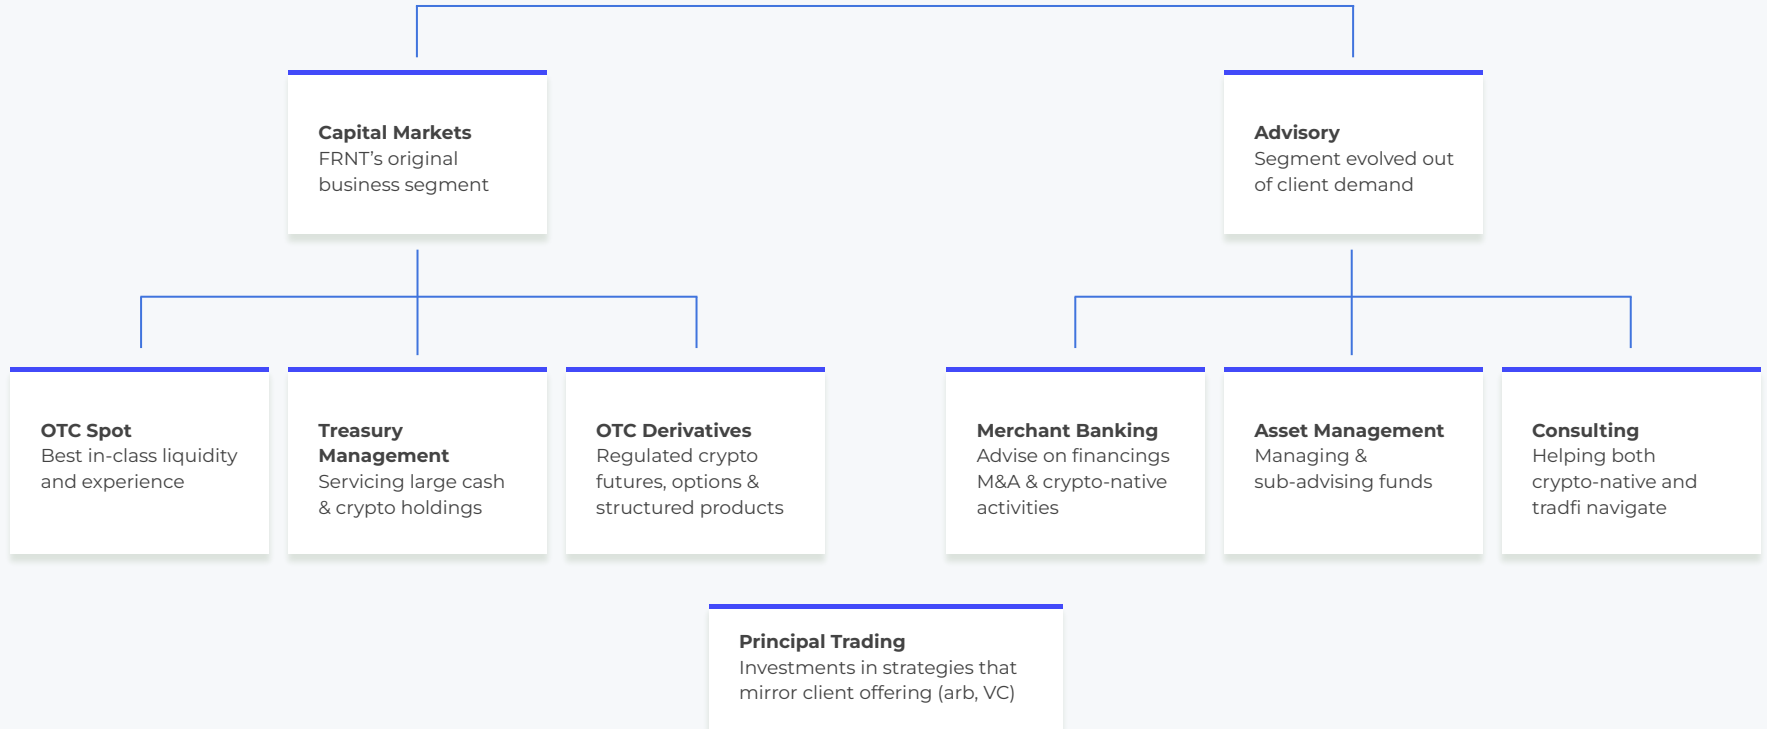 Capital Markets
FRNT’s original
business segment
Advisory
Segment evolved out
of client demand
OTC Spot
Best in-class liquidity
and experience
Treasury
Management
Servicing large cash
& crypto holdings
OTC Derivatives
Regulated crypto
futures, options &
structured products
Merchant Banking
Advise on financings
M&A & crypto-native
activities
Asset Management
Managing &
sub-advising funds
Consulting
Helping both
crypto-native and
tradfi navigate
Principal Trading
Investments in strategies that
mirror client offering (arb, VC)